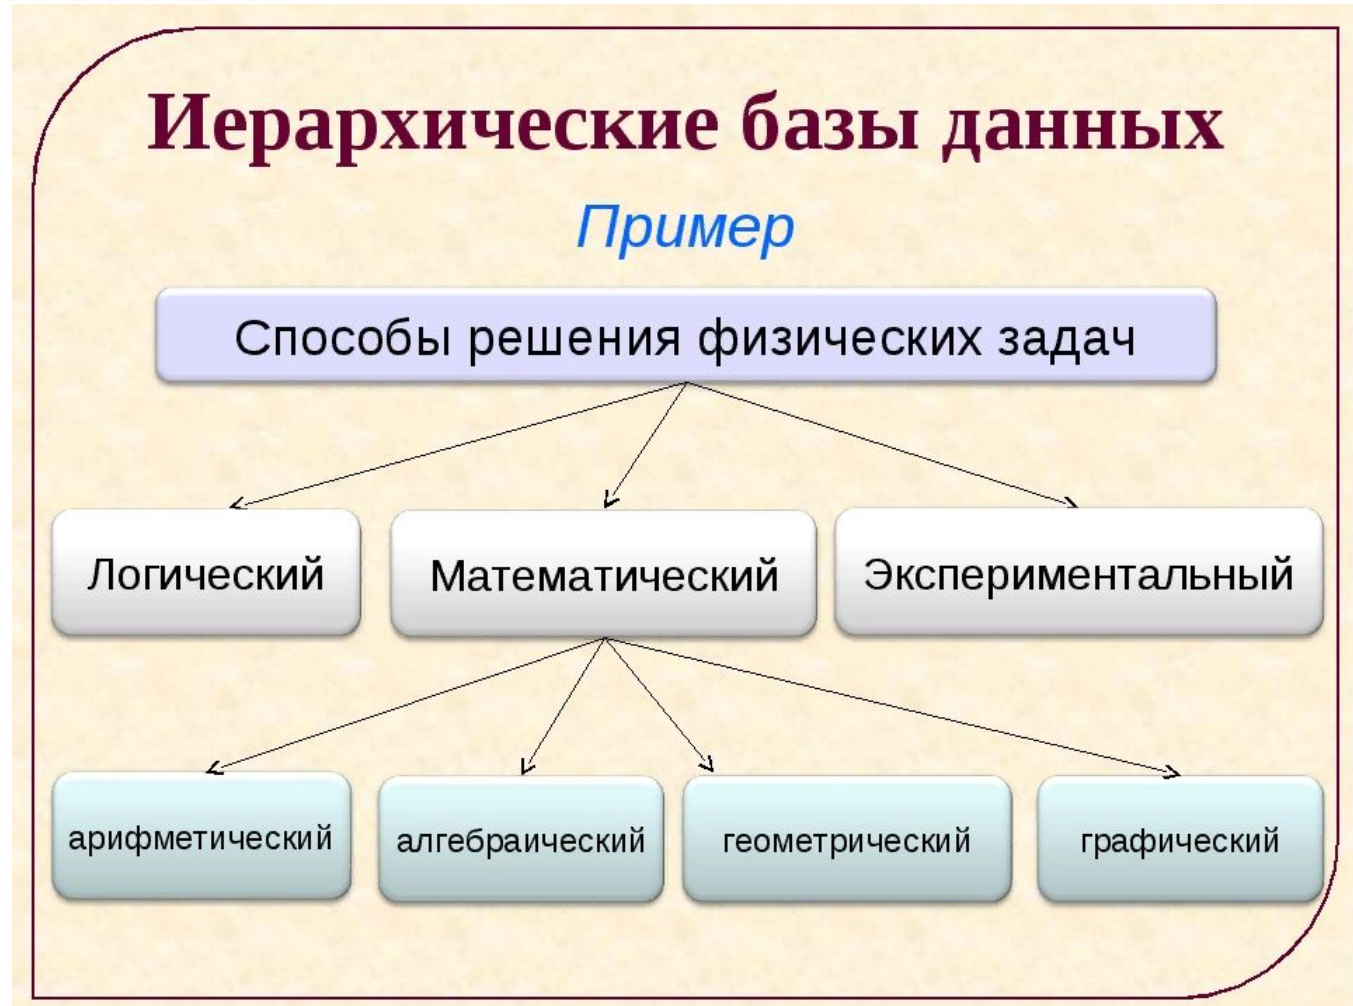 Иерархические базы данных
Пример
Способы решения физических задач
Логический
Математический
Экспериментальный
арифметический
алгебраический
геометрический
графический